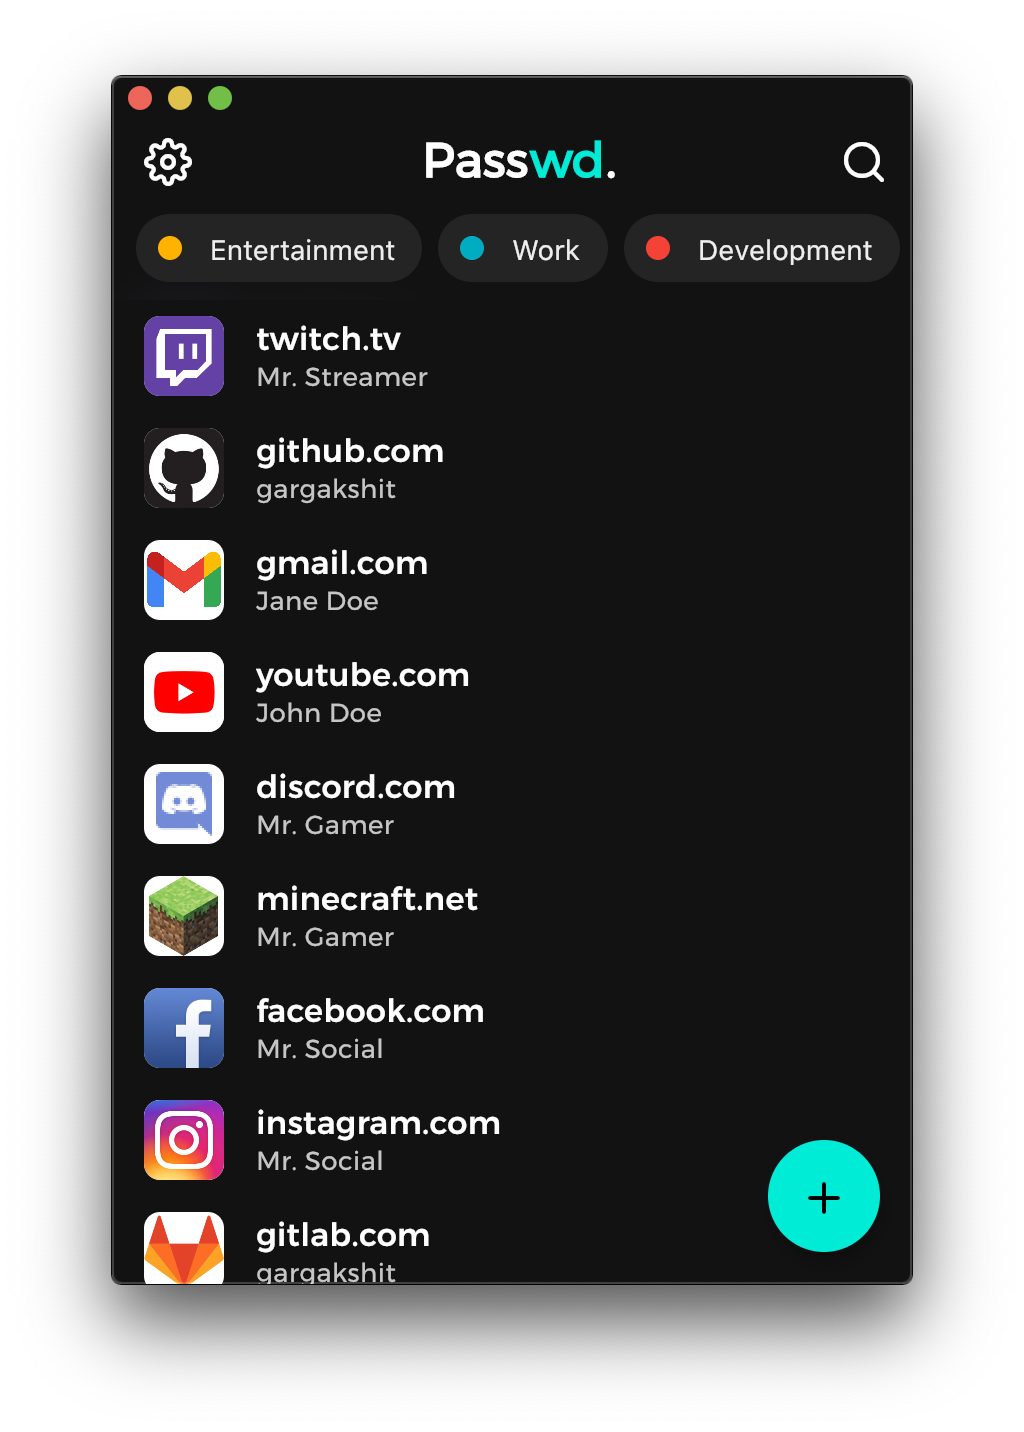 Passwd.
Entertainment Work Development
twitch.tv
Mr. Streamer
github.com
gargakshit
gmail.com
Jane Doe
youtube.com
John Doe
discord.com
Mr. Gamer
minecraft.net
Mr. Gamer
facebook.com
Mr. Social
instagram.com
Mr. Social
gitlab.com
gargakshit